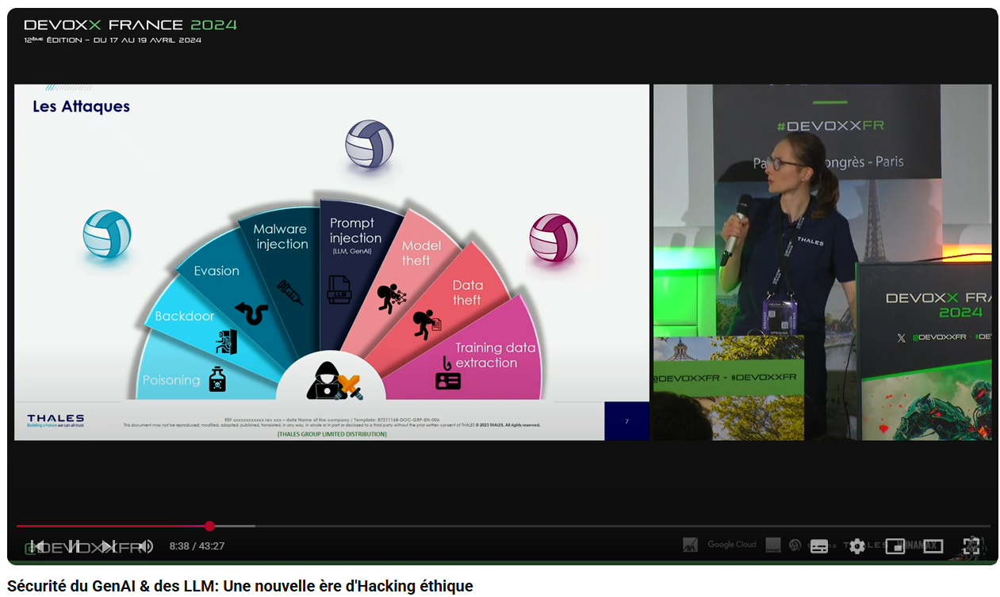 DEVOXX FRANCE 2024
12ÈME ÉDITION – DU 17 AU 19 AVRIL 2024
Les Attaques
Poisoning
Backdoor
Evasion
Malware
injection
Prompt
injection
(LLM, GenAI)
LLM
Model
theft
Data
theft
Training data
extraction
THALES
Building a future we can all trust
REF xxxxxxxxxxxx rev xxx – date Name of the company / Template: 87211168-DOC-GRP-EN-006
This document may not be reproduced, modified, adapted, published, translated, in any way, in whole or in part or disclosed to a third party without the prior written consent of THALES © 2023 THALES. All rights reserved.
(THALES GROUP LIMITED DISTRIBUTION)
7
#DEVOXXFR
ongrès - Paris
THALES
DEVOXX FRA
2024
@DEVOXXFR
@DEVOXXFR - #DEVOXXFR
@DEVOXXFR
8:38 / 43:27
Google Cloud
THALES
Sécurité du GenAI & des LLM: Une nouvelle ère d'Hacking éthique